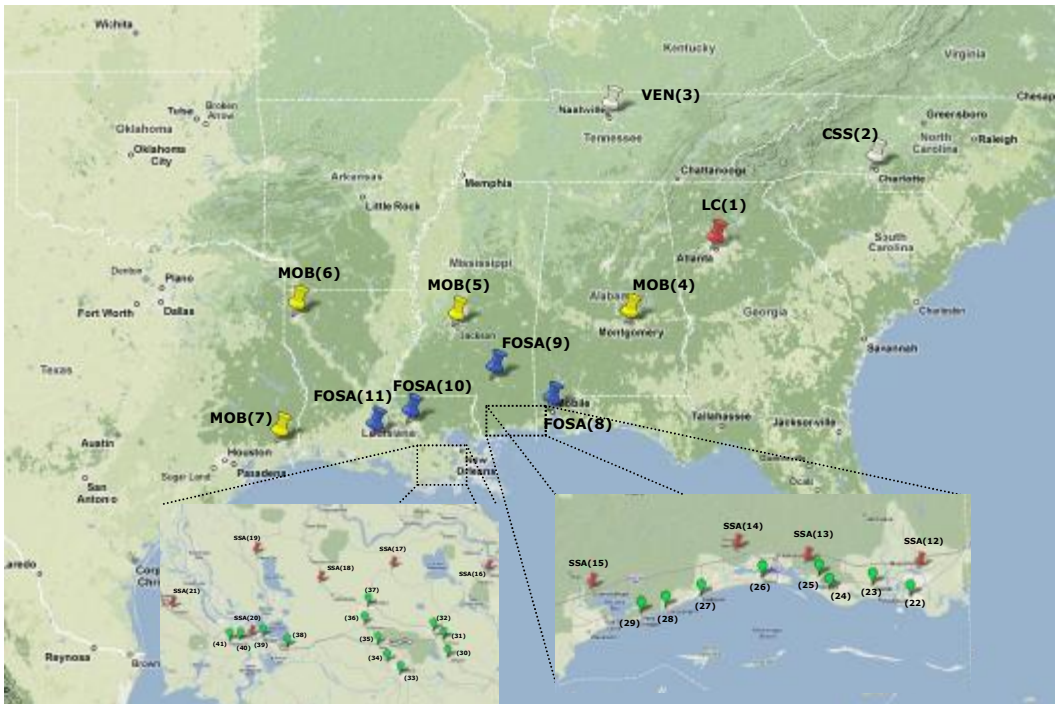 Wichita
Kentucky
Virginia
VEN(3)
Nashville
Chesap
Tulsa
Broken
Arrow
Tennessee
CSS(2)
Greensboro
Raleigh
North
Carolina
Oklahoma
Oklahoma
City
Charlotte
Chattanooga
Memphis
Arkansas
Little Rock
LC(1)
Atlanta
South
Carolina
Mississippi
MOB(6)
MOB(5)
MOB(4)
Denton
Plano
Fort Worth
Dallas
Alabama
Montgomery
Georgia
Charleston
Jackson
Savannah
FOSA(9)
Texas
FOSA(10)
FOSA(11)
Mobile
MOB(7)
FOSA(8)
Louisiana
Tallahassee
Jacksonville
Austin
Houston
Pasadena
Sugar Land
New
Orleans
San
Antonio
Ocala
Laredo
Corp
Chri
Reynosa
Brown
SSA(19)
SSA(17)
SSA(18)
SSA(16)
SSA(21)
SSA(20)
(37)
(36)
(35)
(34)
(33)
(32)
(31)
(30)
(38)
(39)
(40)
(41)
SSA(14)
SSA(13)
SSA(12)
SSA(15)
(29)
(28)
(27)
(26)
(25)
(24)
(23)
(22)